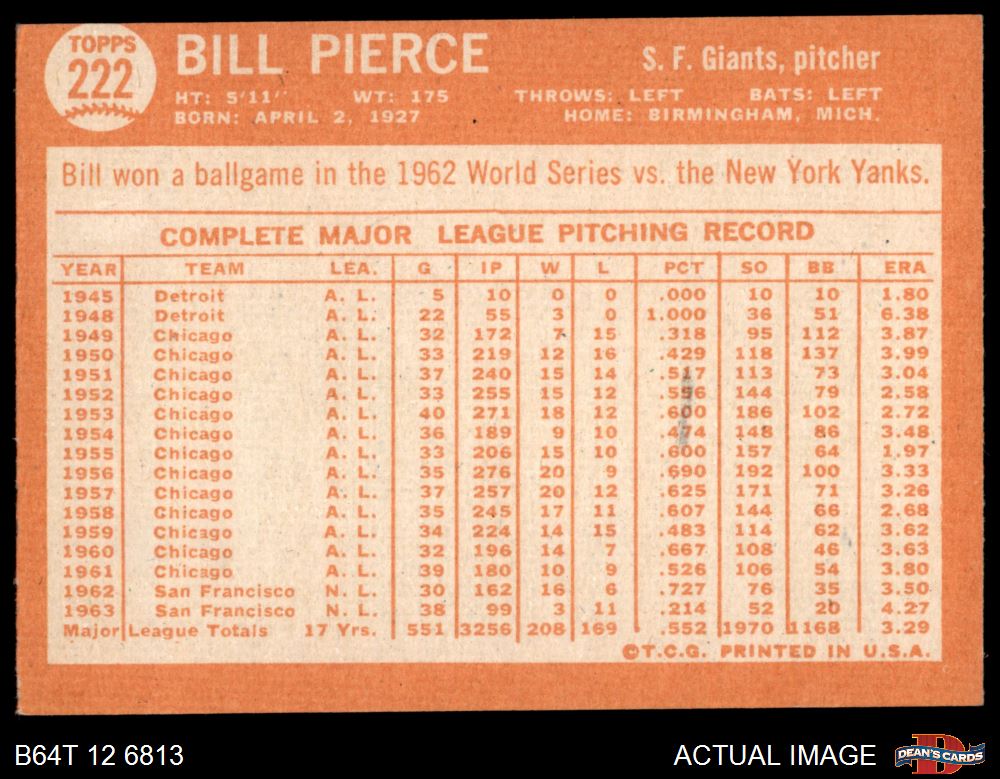 TOPPS
222
BILL PIERCE
S. F. Giants, pitcher
HT: 5'11" WT: 175 THROWS: LEFT BATS: LEFT
BORN: APRIL 2, 1927 HOME: BIRMINGHAM, MICH.
Bill won a ballgame in the 1962 World Series vs. the New York Yanks.
COMPLETE MAJOR LEAGUE PITCHING RECORD
YEAR TEAM LEA. G IP W L PCT SO BB ERA
1945 Detroit A. L. 5 10 0 0 .000 10 10 1.80
1948 Detroit A. L. 22 55 3 0 1.000 36 51 6.38
1949 Chicago A. L. 32 172 7 15 .318 95 112 3.87
1950 Chicago A. L. 33 219 12 16 .429 118 137 3.99
1951 Chicago A. L. 37 240 15 14 .517 113 73 3.04
1952 Chicago A. L. 33 255 15 12 .556 144 79 2.58
1953 Chicago A. L. 40 271 18 12 .600 186 102 2.72
1954 Chicago A. L. 36 189 9 10 .474 148 86 3.48
1955 Chicago A. L. 33 206 15 10 .600 157 64 1.97
1956 Chicago A. L. 35 276 20 9 .690 192 100 3.33
1957 Chicago A. L. 37 257 20 12 .625 171 71 3.26
1958 Chicago A. L. 35 245 17 11 .607 144 66 2.68
1959 Chicago A. L. 34 224 14 15 .483 114 62 3.62
1960 Chicago A. L. 32 196 14 7 .667 108 46 3.63
1961 Chicago A. L. 39 180 10 9 .526 106 54 3.80
1962 San Francisco N. L. 30 162 16 6 .727 76 35 3.50
1963 San Francisco N. L. 38 99 3 11 .214 52 20 4.27
Major League Totals 17 Yrs. 551 3256 208 169 .552 1970 1168 3.29
©T.C.G. PRINTED IN U.S.A.
B64T 12 6813 ACTUAL IMAGE DEAN'S CARDS